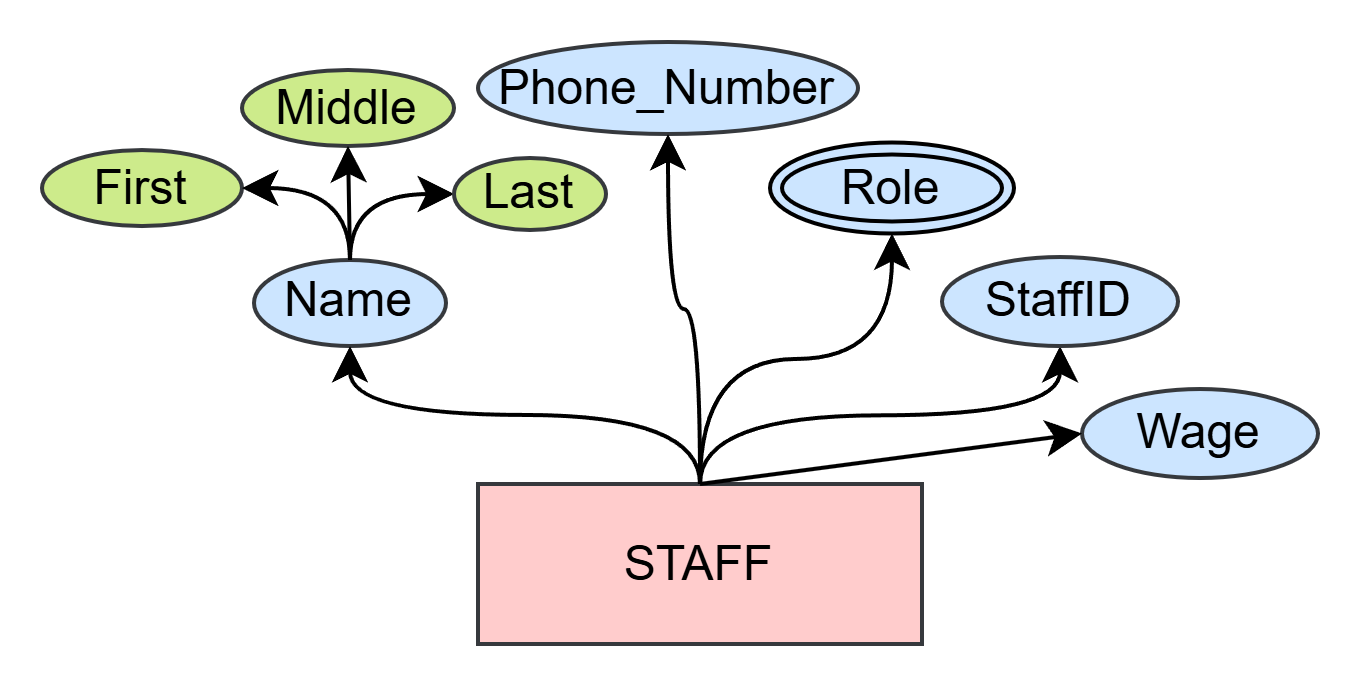 Phone_Number
Middle
First
Last
Role
Name
StaffID
Wage
STAFF